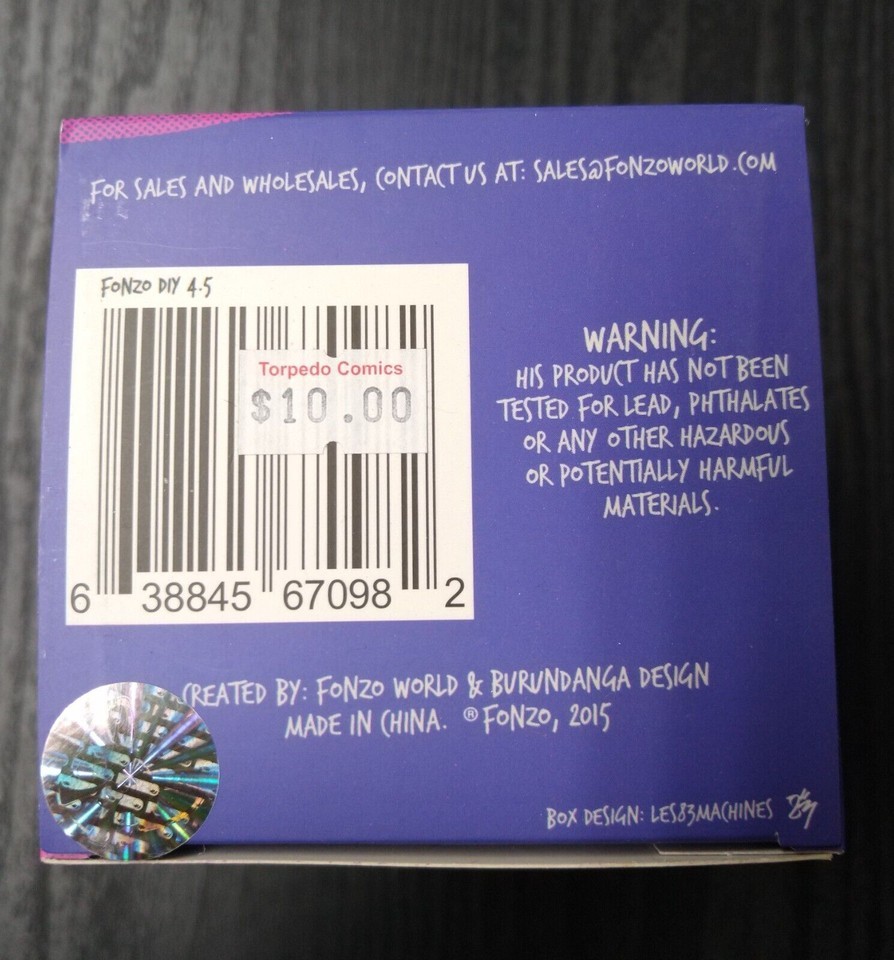 FOR SALES AND WHOLESALES, CONTACT US AT: SALES@FONZOWORLD.COM
FONZO DIY 4.5
Torpedo Comics
$10.00
6 38845 67098 2
WARNING:
HIS PRODUCT HAS NOT BEEN
TESTED FOR LEAD, PHTHALATES
OR ANY OTHER HAZARDOUS
OR POTENTIALLY HARMFUL
MATERIALS.
CREATED BY: FONZO WORLD & BURUNDANGA DESIGN
MADE IN CHINA. ® FONZO, 2015
BOX DESIGN: LES83MACHINES